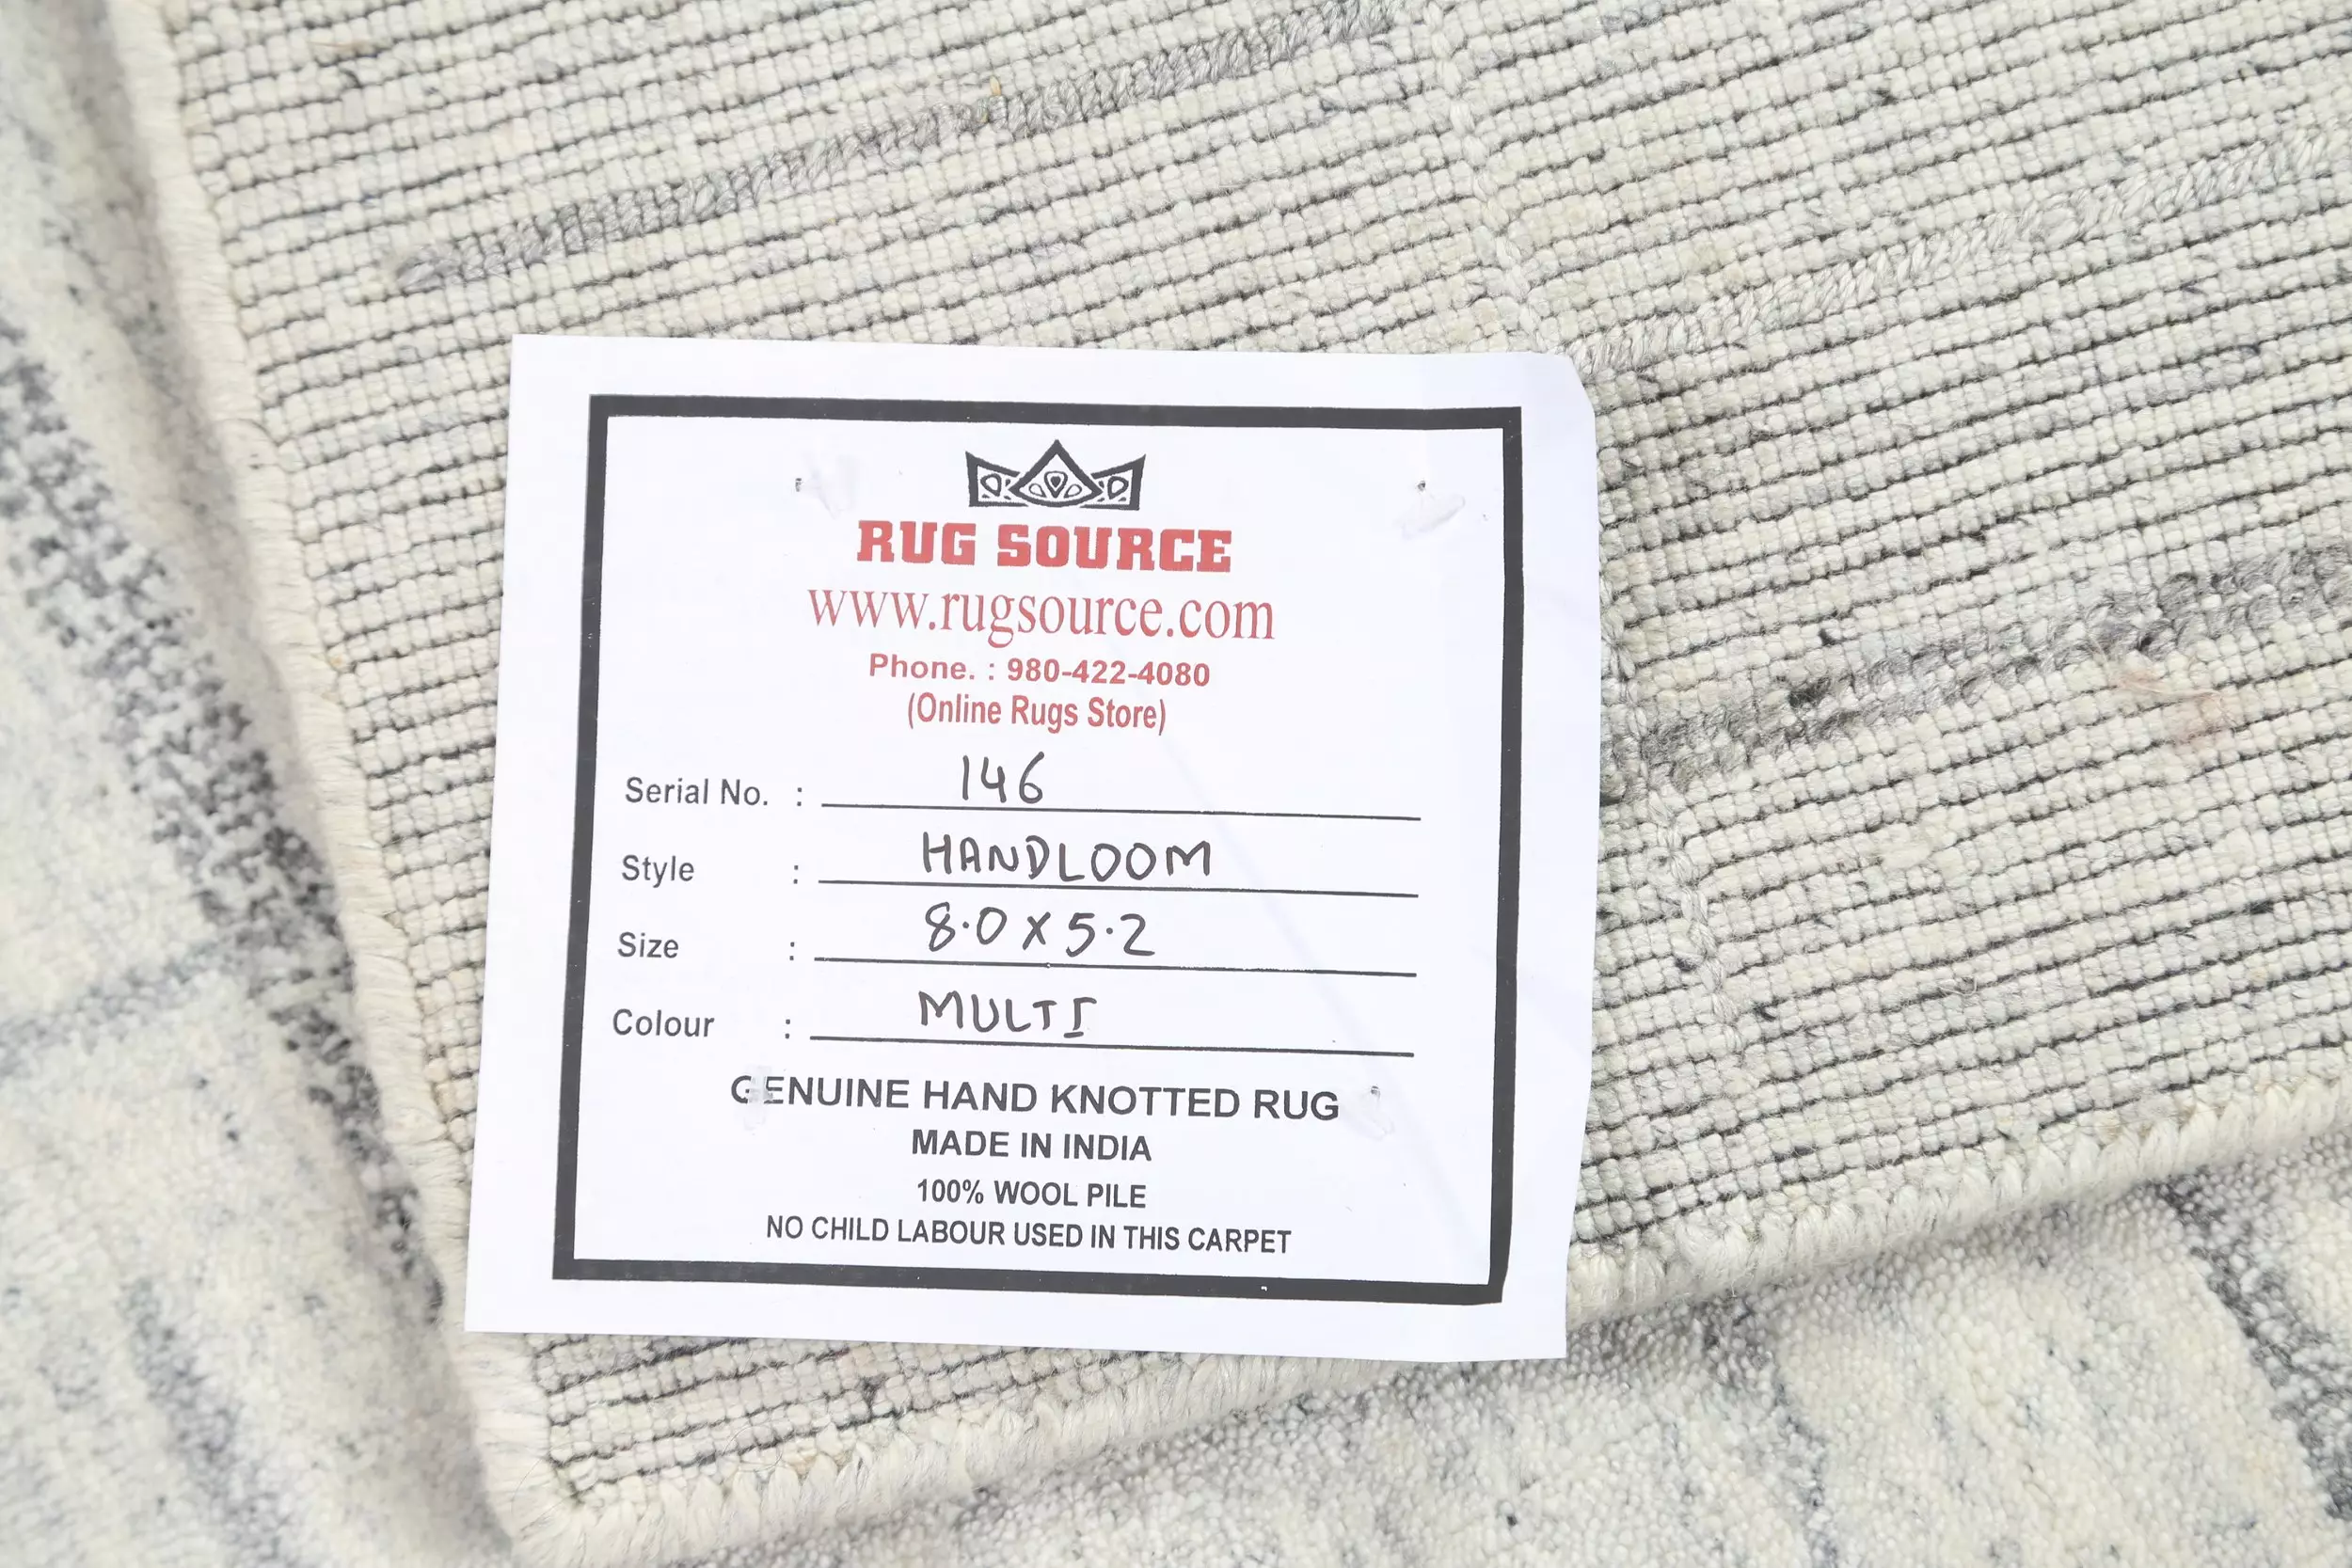 RUG SOURCE
www.rugsource.com
Phone. : 980-422-4080
(Online Rugs Store)
Serial No. : 146
Style : HANDLOOM
Size : 8.0 X 5.2
Colour : MULTI
GENUINE HAND KNOTTED RUG
MADE IN INDIA
100% WOOL PILE
NO CHILD LABOUR USED IN THIS CARPET